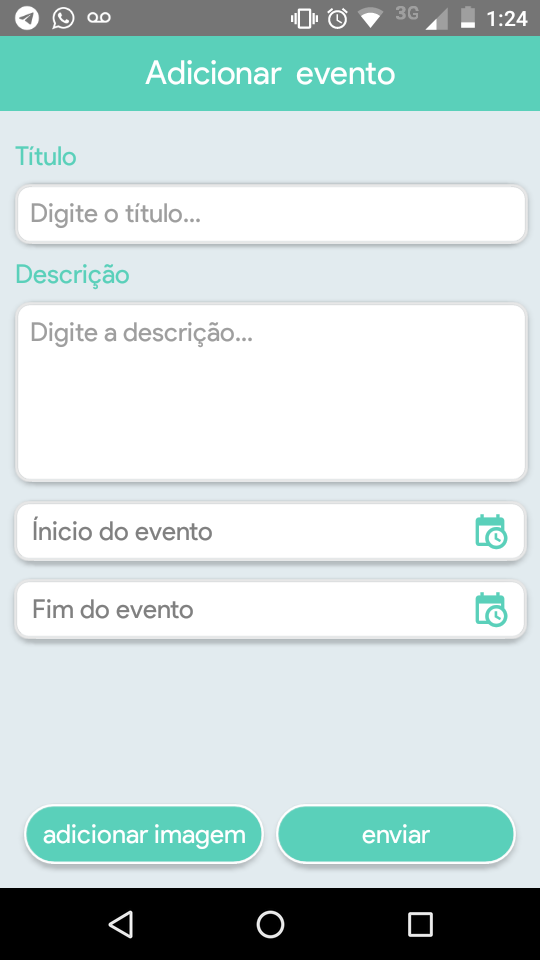 3G 1:24
Adicionar evento
Título
Digite o título...
Descrição
Digite a descrição...
Ínicio do evento
Fim do evento
adicionar imagem enviar